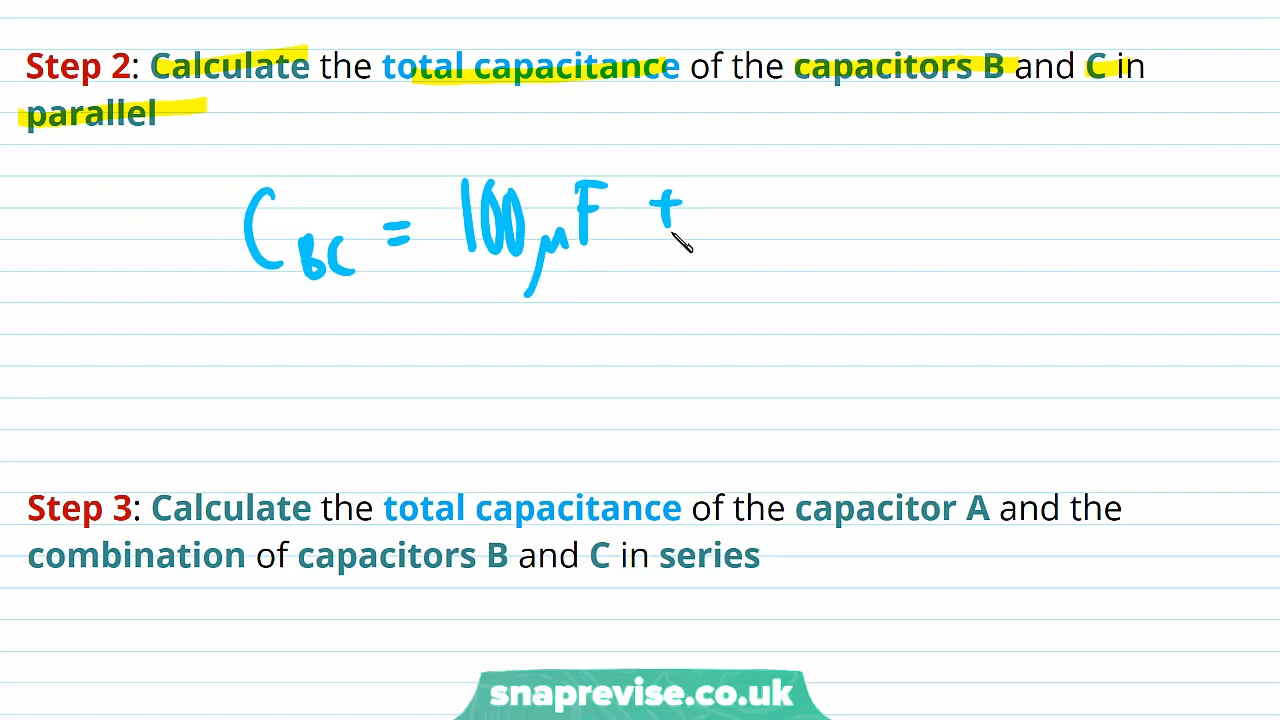 Step 2: Calculate the total capacitance of the capacitors B and C in
parallel
C_BC = 100μF +
Step 3: Calculate the total capacitance of the capacitor A and the
combination of capacitors B and C in series
snaprevise.co.uk